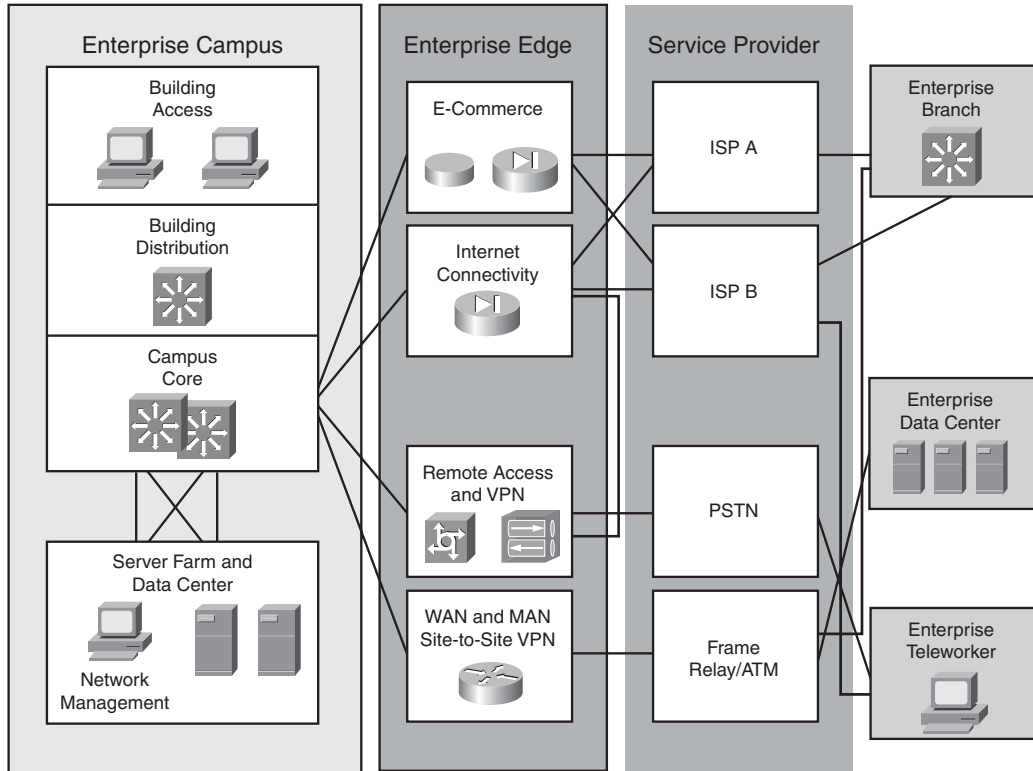 Enterprise Campus
Building
Access
Building
Distribution
Campus
Core
Server Farm and
Data Center
Network
Management
Enterprise Edge
E-Commerce
Internet
Connectivity
Remote Access
and VPN
WAN and MAN
Site-to-Site VPN
Service Provider
ISP A
ISP B
PSTN
Frame
Relay/ATM
Enterprise
Branch
Enterprise
Data Center
Enterprise
Teleworker